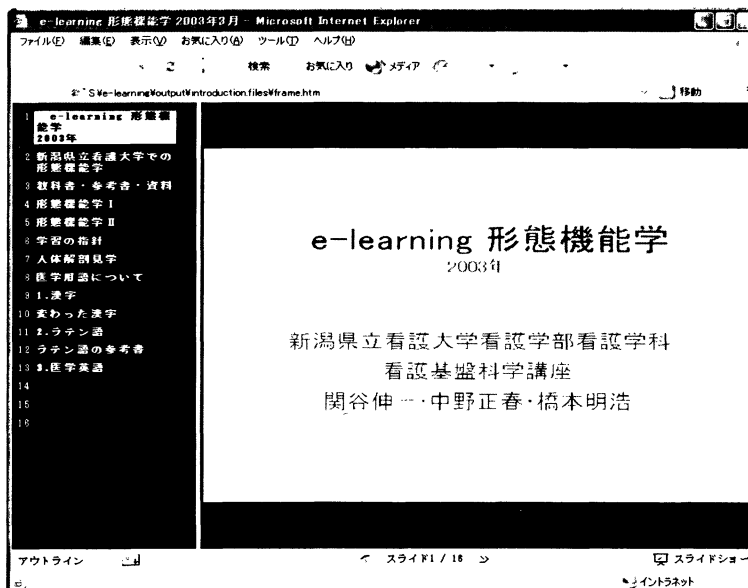 e-learning 形態機能学 2003年3月 - Microsoft Internet Explorer
ファイル(F) 編集(E) 表示(V) お気に入り(A) ツール(T) ヘルプ(H)
検索 お気に入り メディア
S¥e-learning¥output¥introduction.files¥frame.htm 移動
1 e-learning 形態機
能学
2003年
2 新潟県立看護大学での
形態機能学
3 教科書・参考書・資料
4 形態機能学 I
5 形態機能学 II
6 学習の指針
7 人体解剖見学
8 医学用語について
9 1.漢字
10 変わった漢字
11 2.ラテン語
12 ラテン語の参考書
13 3.医学英語
14
15
16
e-learning 形態機能学
2003年
新潟県立看護大学看護学部看護学科
看護基盤科学講座
関谷伸一・中野正春・橋本明浩
アウトライン スライド1 / 16 スライドショー
イントラネット